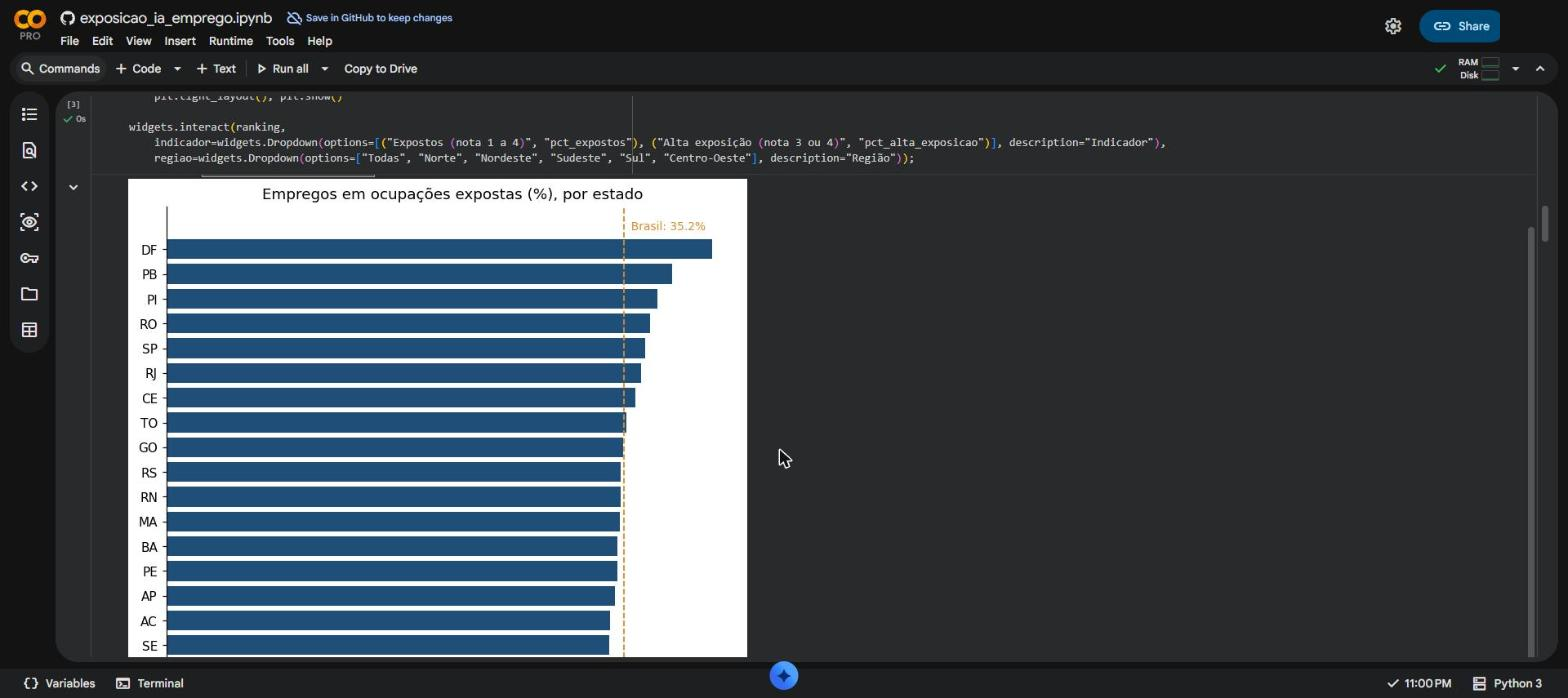 exposicao_ia_emprego.ipynb Save in GitHub to keep changes
PRO
File Edit View Insert Runtime Tools Help
Share
Commands + Code + Text Run all Copy to Drive
RAM
Disk
[3]
0s
plt.tight_layout(); plt.show()
widgets.interact(ranking,
indicador=widgets.Dropdown(options=[("Expostos (nota 1 a 4)", "pct_expostos"), ("Alta exposição (nota 3 ou 4)", "pct_alta_exposicao")], description="Indicador"),
regiao=widgets.Dropdown(options=["Todas", "Norte", "Nordeste", "Sudeste", "Sul", "Centro-Oeste"], description="Região"));
Empregos em ocupações expostas (%), por estado
Brasil: 35.2%
DF
PB
PI
RO
SP
RJ
CE
TO
GO
RS
RN
MA
BA
PE
AP
AC
SE
Variables Terminal
11:00 PM Python 3